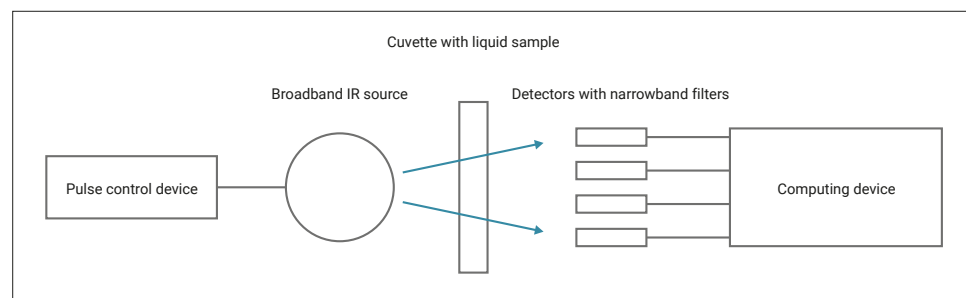 Cuvette with liquid sample
Broadband IR source
Detectors with narrowband filters
Pulse control device
Computing device